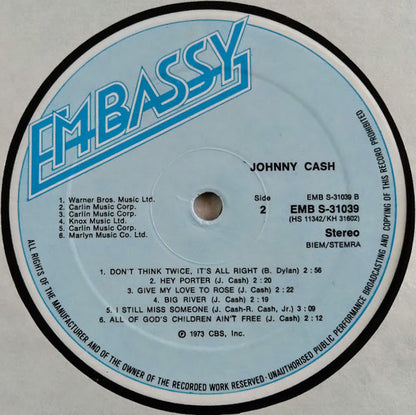 EMBASSY
JOHNNY CASH
1. Warner Bros. Music Ltd.
2. Carlin Music Corp.
3. Carlin Music Corp.
4. Knox Music Ltd.
5. Carlin Music Corp.
6. Marlyn Music Co. Ltd.
Side
2
EMB S-31039 B
EMB S-31039
(HS 11342/KH 31602)
Stereo
BIEM/STEMRA
1. DON'T THINK TWICE, IT'S ALL RIGHT (B. Dylan) 2:56
2. HEY PORTER (J. Cash) 2:20
3. GIVE MY LOVE TO ROSE (J. Cash) 2:22
4. BIG RIVER (J. Cash) 2:19
5. I STILL MISS SOMEONE (J. Cash-R. Cash, Jr.) 3:09
6. ALL OF GOD'S CHILDREN AIN'T FREE (J. Cash) 2:12
℗ 1973 CBS, Inc.
ALL RIGHTS OF THE MANUFACTURER AND OF THE OWNER OF THE RECORDED WORK RESERVED · UNAUTHORISED PUBLIC PERFORMANCE BROADCASTING AND COPYING OF THIS RECORD PROHIBITED